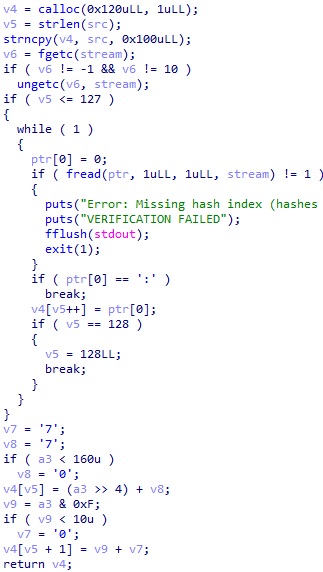 v4 = calloc(0x120uLL, 1uLL);
v5 = strlen(src);
strncpy(v4, src, 0x100uLL);
v6 = fgetc(stream);
if ( v6 != -1 && v6 != 10 )
  ungetc(v6, stream);
if ( v5 <= 127 )
{
  while ( 1 )
  {
    ptr[0] = 0;
    if ( fread(ptr, 1uLL, 1uLL, stream) != 1 )
    {
      puts("Error: Missing hash index (hashes
      puts("VERIFICATION FAILED");
      fflush(stdout);
      exit(1);
    }
    if ( ptr[0] == ':' )
      break;
    v4[v5++] = ptr[0];
    if ( v5 == 128 )
    {
      v5 = 128LL;
      break;
    }
  }
}
v7 = '7';
v8 = '7';
if ( a3 < 160u )
  v8 = '0';
v4[v5] = (a3 >> 4) + v8;
v9 = a3 & 0xF;
if ( v9 < 10u )
  v7 = '0';
v4[v5 + 1] = v9 + v7;
return v4;